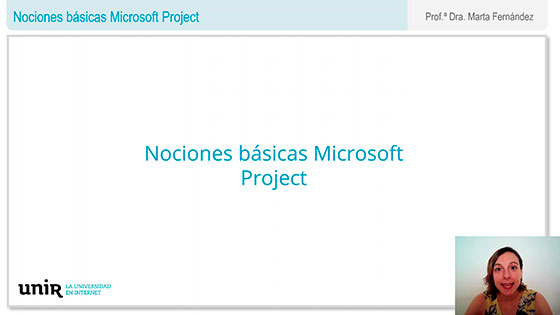 Nociones básicas Microsoft Project
Prof.ª Dra. Marta Fernández
Nociones básicas Microsoft
Project
unir
LA UNIVERSIDAD
EN INTERNET